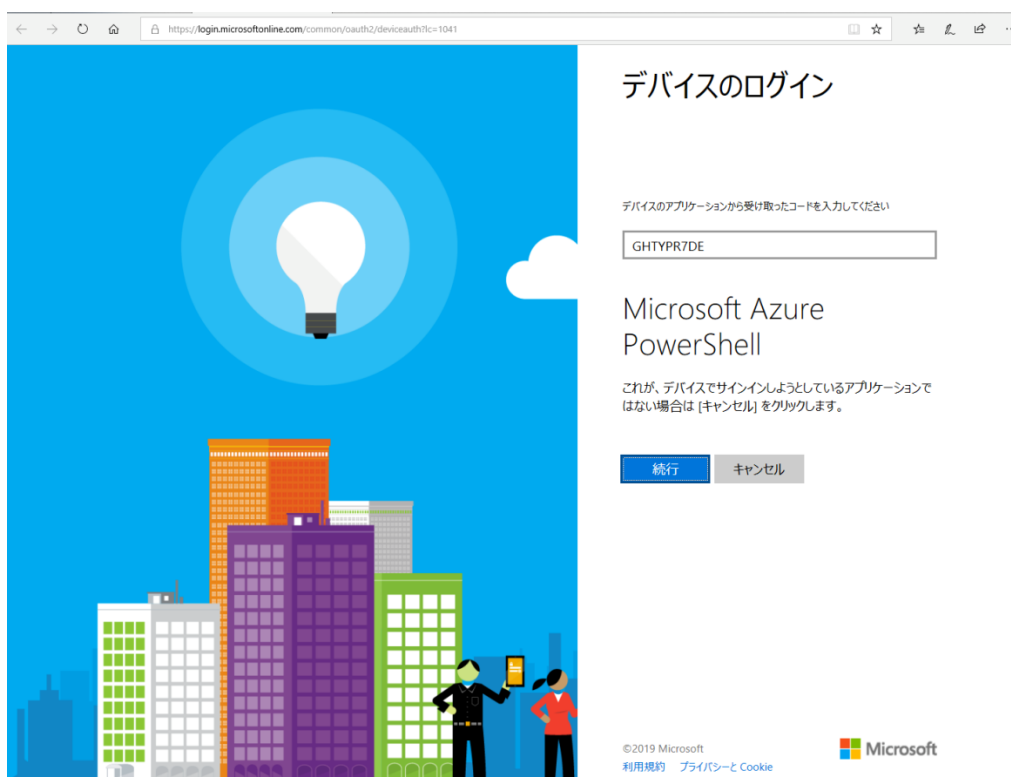 https://login.microsoftonline.com/common/oauth2/deviceauth?lc=1041
デバイスのログイン
デバイスのアプリケーションから受け取ったコードを入力してください
GHTYPR7DE
Microsoft Azure
PowerShell
これが、デバイスでサインインしようとしているアプリケーションで
はない場合は [キャンセル] をクリックします。
続行 キャンセル
©2019 Microsoft
利用規約 プライバシーと Cookie
Microsoft